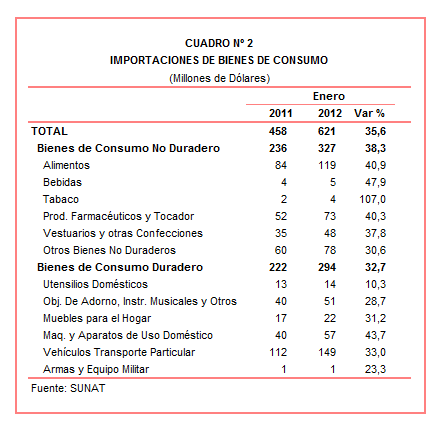 CUADRO Nº 2
IMPORTACIONES DE BIENES DE CONSUMO
(Millones de Dólares)
Enero
2011 2012 Var %
TOTAL 458 621 35,6
Bienes de Consumo No Duradero 236 327 38,3
Alimentos 84 119 40,9
Bebidas 4 5 47,9
Tabaco 2 4 107,0
Prod. Farmacéuticos y Tocador 52 73 40,3
Vestuarios y otras Confecciones 35 48 37,8
Otros Bienes No Duraderos 60 78 30,6
Bienes de Consumo Duradero 222 294 32,7
Utensilios Domésticos 13 14 10,3
Obj. De Adorno, Instr. Musicales y Otros 40 51 28,7
Muebles para el Hogar 17 22 31,2
Maq. y Aparatos de Uso Doméstico 40 57 43,7
Vehículos Transporte Particular 112 149 33,0
Armas y Equipo Militar 1 1 23,3
Fuente: SUNAT